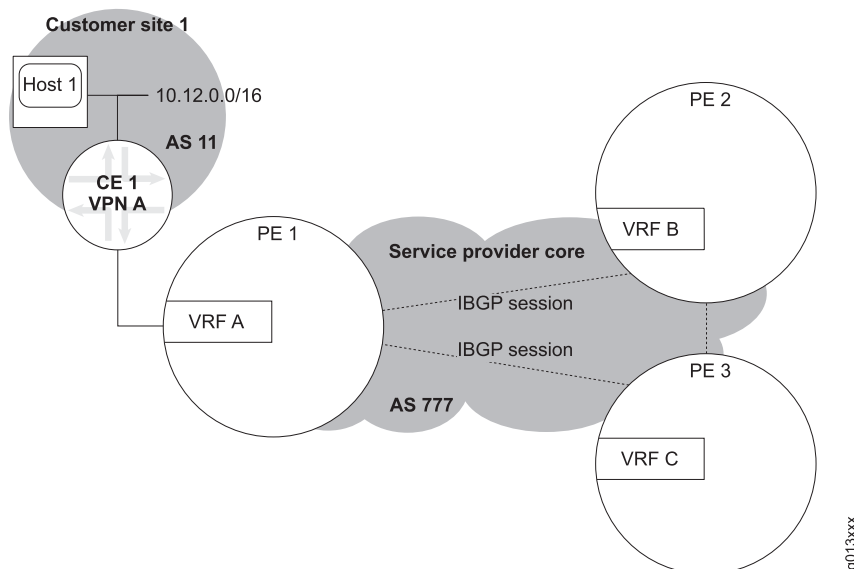 Customer site 1
Host 1
10.12.0.0/16
AS 11
CE 1
VPN A
PE 1
VRF A
Service provider core
IBGP session
IBGP session
AS 777
PE 2
VRF B
PE 3
VRF C
g013xxx